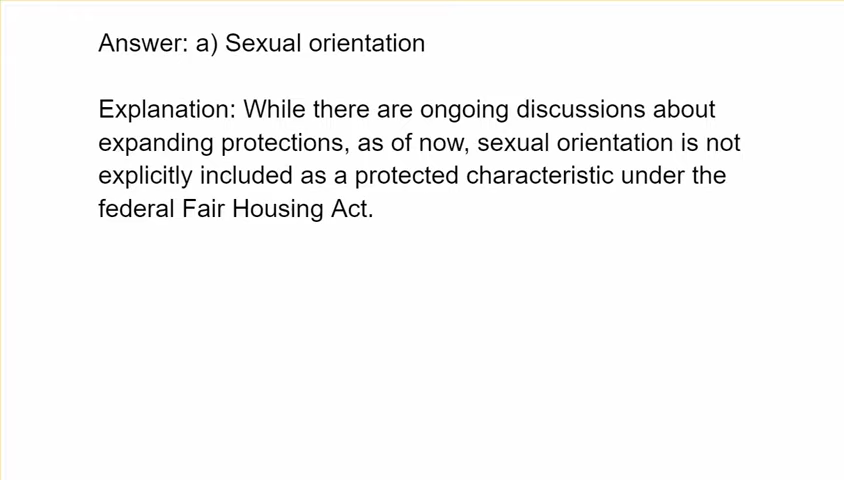 Answer: a) Sexual orientation
Explanation: While there are ongoing discussions about
expanding protections, as of now, sexual orientation is not
explicitly included as a protected characteristic under the
federal Fair Housing Act.